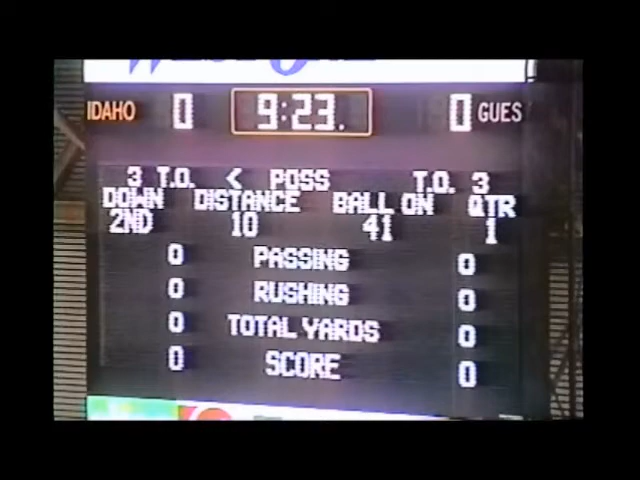 IDAHO 0 9:23. 0 GUES
3 T.O. < POSS T.O. 3
DOWN DISTANCE BALL ON QTR
2ND 10 41 1
0 PASSING 0
0 RUSHING 0
0 TOTAL YARDS 0
0 SCORE 0